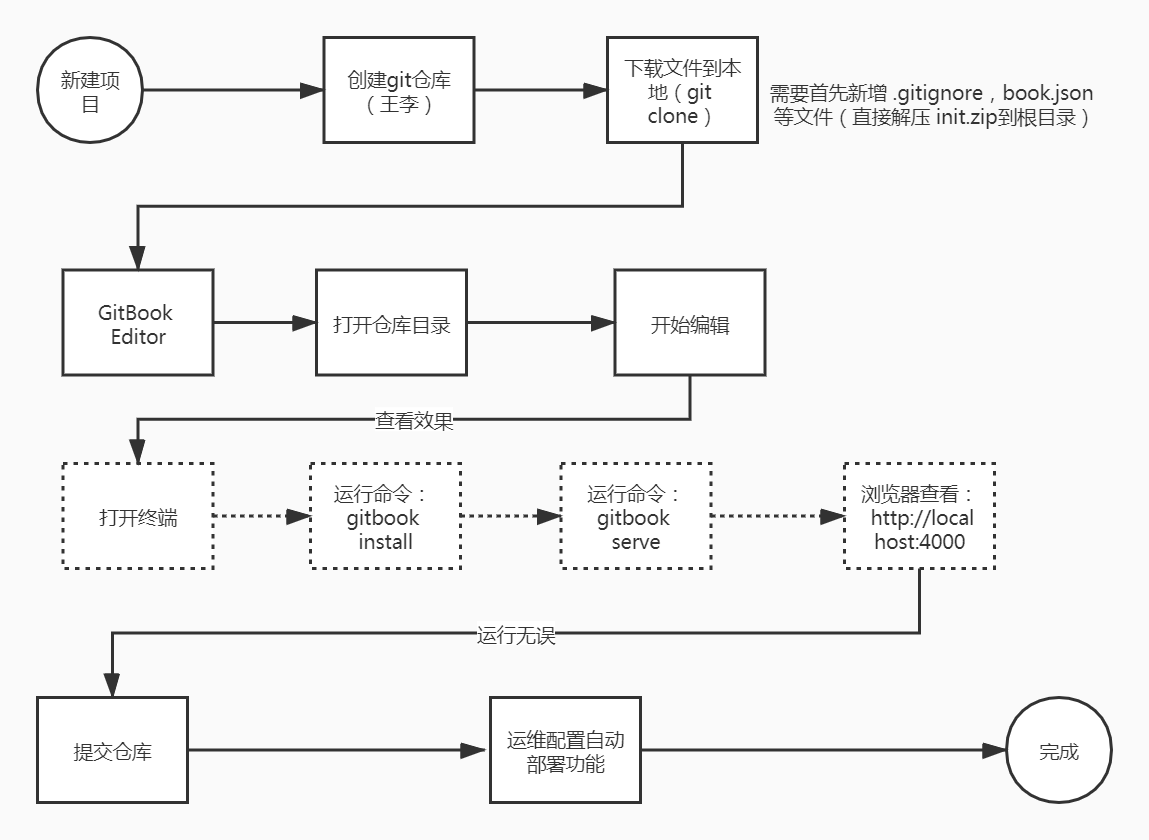 新建项
目
创建git仓库
（王李）
下载文件到本
地（git
clone）
需要首先新增 .gitignore，book.json
等文件（直接解压 init.zip到根目录）
GitBook
Editor
打开仓库目录
开始编辑
查看效果
打开终端
运行命令：
gitbook
install
运行命令：
gitbook
serve
浏览器查看：
http://local
host:4000
运行无误
提交仓库
运维配置自动
部署功能
完成